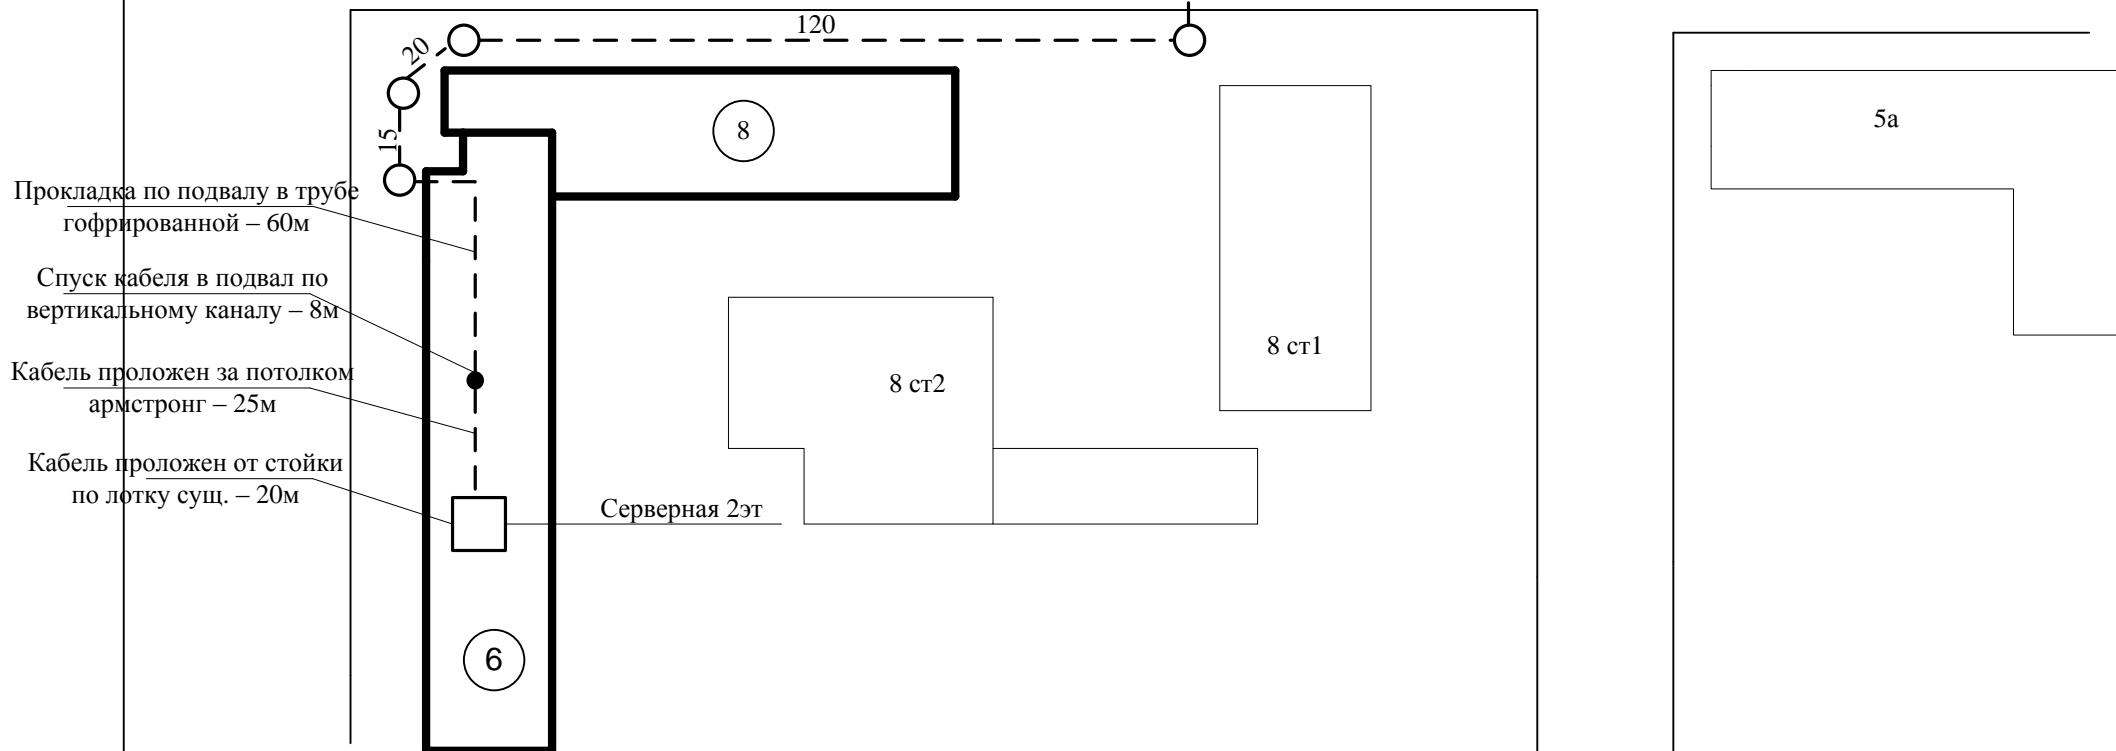 120
20
8
5а
15
Прокладка по подвалу в трубе
гофрированной – 60м
Спуск кабеля в подвал по
вертикальному каналу – 8м
8 ст1
Кабель проложен за потолком
армстронг – 25м
8 ст2
Кабель проложен от стойки
по лотку сущ. – 20м
Серверная 2эт
6